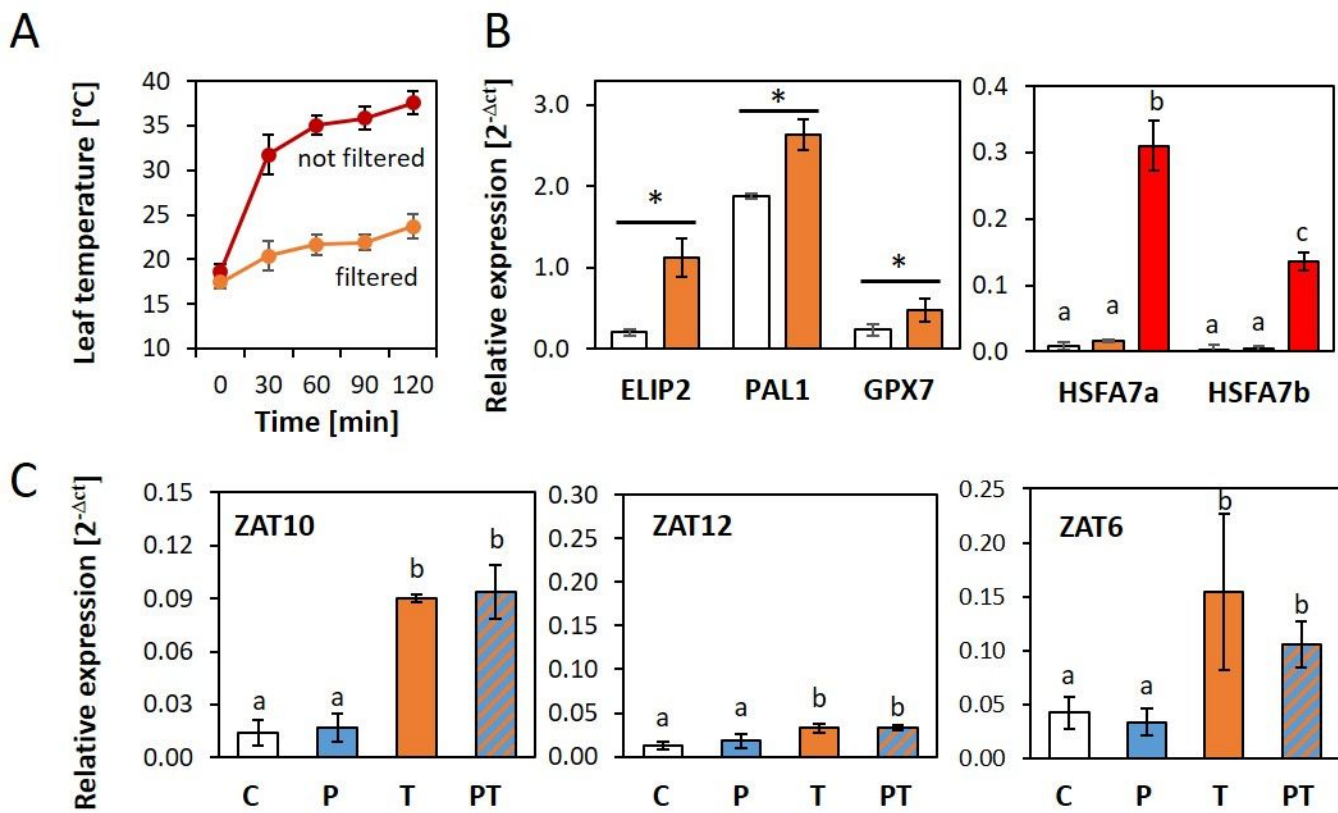 A
B
Leaf temperature [°C]
40
35
30
25
20
15
10
not filtered
filtered
0 30 60 90 120
Time [min]
Relative expression [2^-Δct]
3.0
2.0
1.0
0.0
* * *
ELIP2 PAL1 GPX7
0.4
0.3
0.2
0.1
0.0
a a b a a c
HSFA7a HSFA7b
C
Relative expression [2^-Δct]
0.15
0.12
0.09
0.06
0.03
0.00
ZAT10
a a b b
C P T PT
0.30
0.25
0.20
0.15
0.10
0.05
0.00
ZAT12
a a b b
C P T PT
0.25
0.20
0.15
0.10
0.05
0.00
ZAT6
a a b b
C P T PT